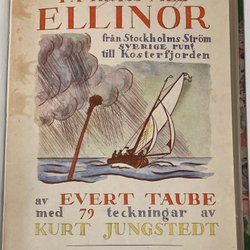 ELLINOR
från Stockholms Ström
SVERIGE runt
till Kosterfjorden
av EVERT TAUBE
med 79 teckningar av
KURT JUNGSTEDT